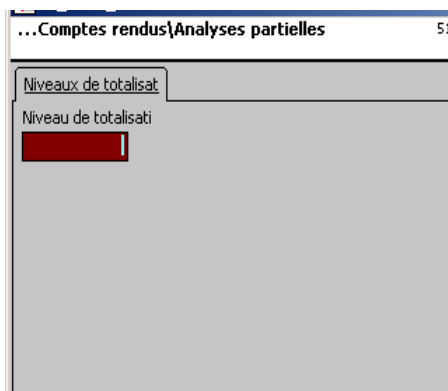 ...Comptes rendus\Analyses partielles
Niveaux de totalisat
Niveau de totalisati